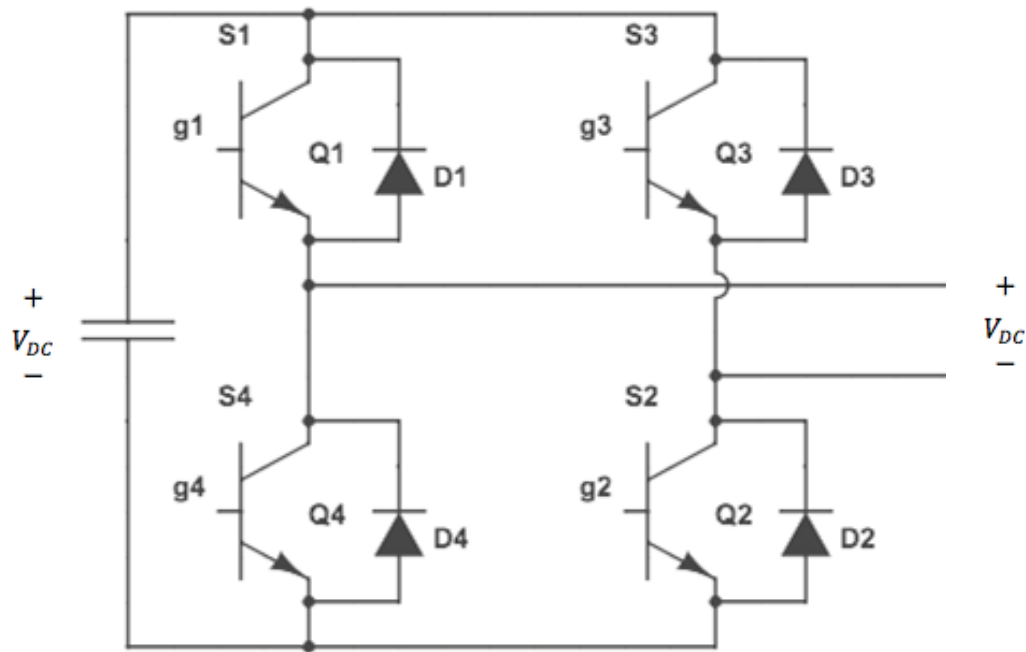 S1
S3
g1
Q1
D1
g3
Q3
D3
+
V_DC
−
+
V_DC
−
S4
S2
g4
Q4
D4
g2
Q2
D2